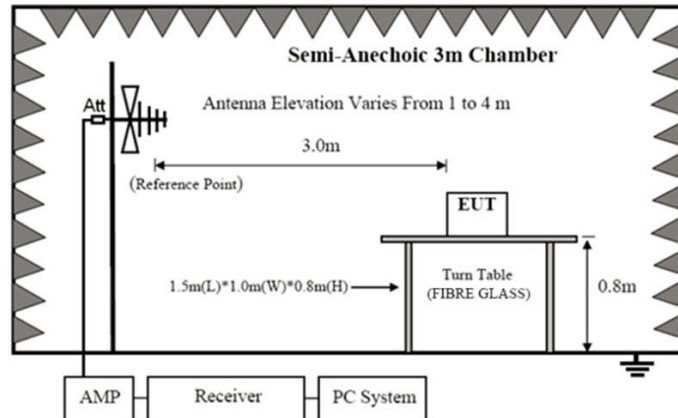 Semi-Anechoic 3m Chamber
Att
Antenna Elevation Varies From 1 to 4 m
3.0m
(Reference Point)
EUT
1.5m(L)*1.0m(W)*0.8m(H)
Turn Table
(FIBRE GLASS)
0.8m
AMP
Receiver
PC System